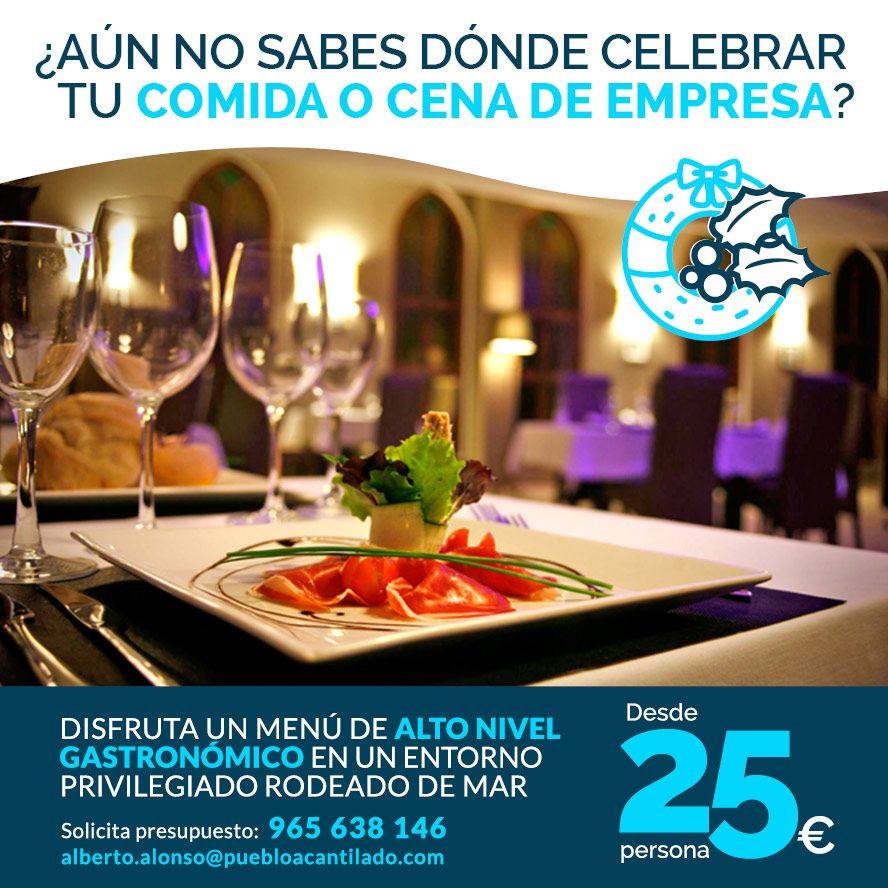 ¿AÚN NO SABES DÓNDE CELEBRAR
TU COMIDA O CENA DE EMPRESA?
DISFRUTA UN MENÚ DE ALTO NIVEL
GASTRONÓMICO EN UN ENTORNO
PRIVILEGIADO RODEADO DE MAR
Solicita presupuesto: 965 638 146
alberto.alonso@puebloacantilado.com
Desde
25€
persona